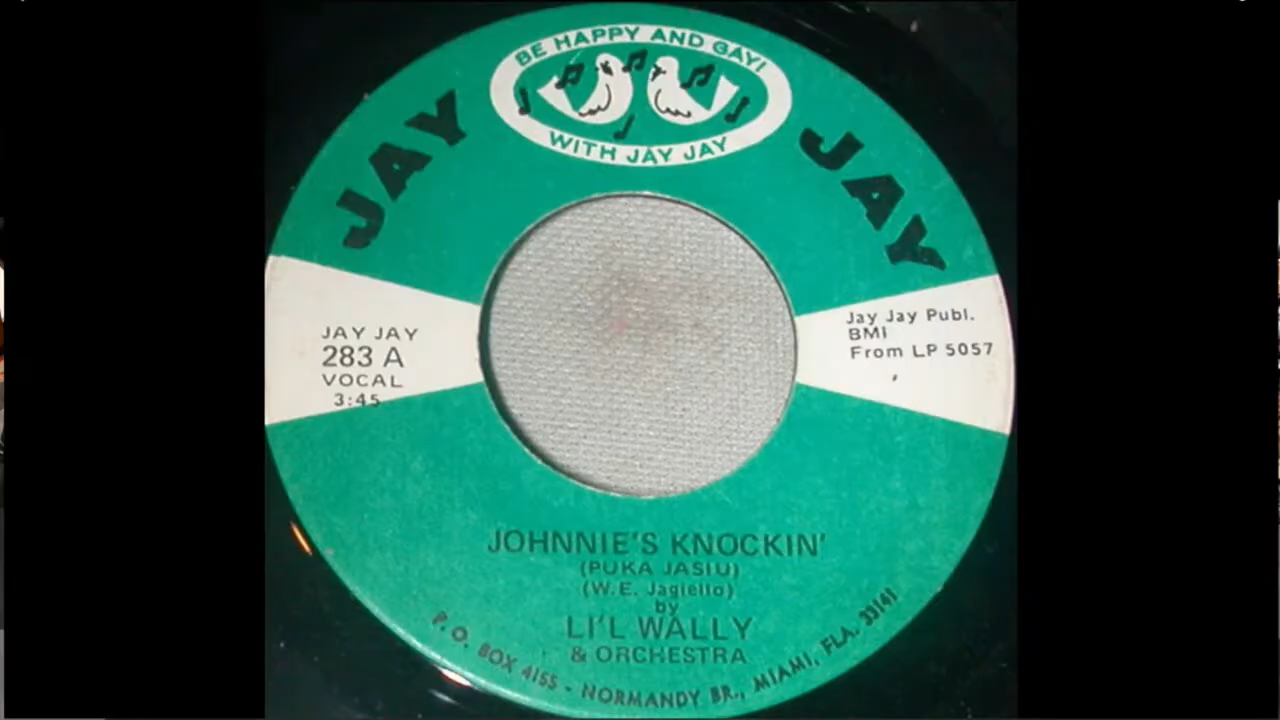 BE HAPPY AND GAY!
WITH JAY JAY
JAY JAY
JAY JAY
283 A
VOCAL
3:45
Jay Jay Publ.
BMI
From LP 5057
JOHNNIE'S KNOCKIN'
(PUKA JASIU)
(W.E. Jagiello)
by
LI'L WALLY
& ORCHESTRA
P.O. BOX 4155 - NORMANDY BR., MIAMI, FLA. 33141